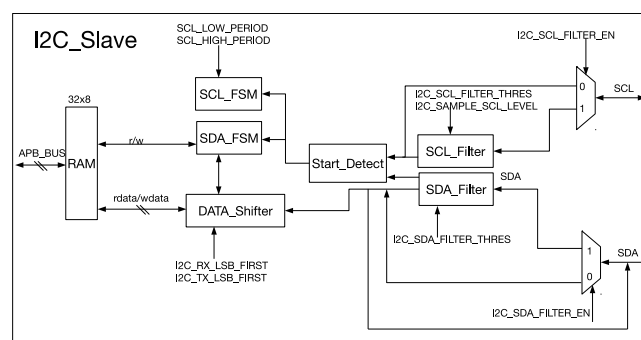 I2C_Slave
SCL_LOW_PERIOD
SCL_HIGH_PERIOD
I2C_SCL_FILTER_EN
SCL_FSM
I2C_SCL_FILTER_THRES
I2C_SAMPLE_SCL_LEVEL
0
1
SCL
32x8
RAM
APB_BUS
r/w
SDA_FSM
Start_Detect
SCL_Filter
SDA
SDA_Filter
rdata/wdata
DATA_Shifter
I2C_SDA_FILTER_THRES
I2C_RX_LSB_FIRST
I2C_TX_LSB_FIRST
1
0
SDA
I2C_SDA_FILTER_EN